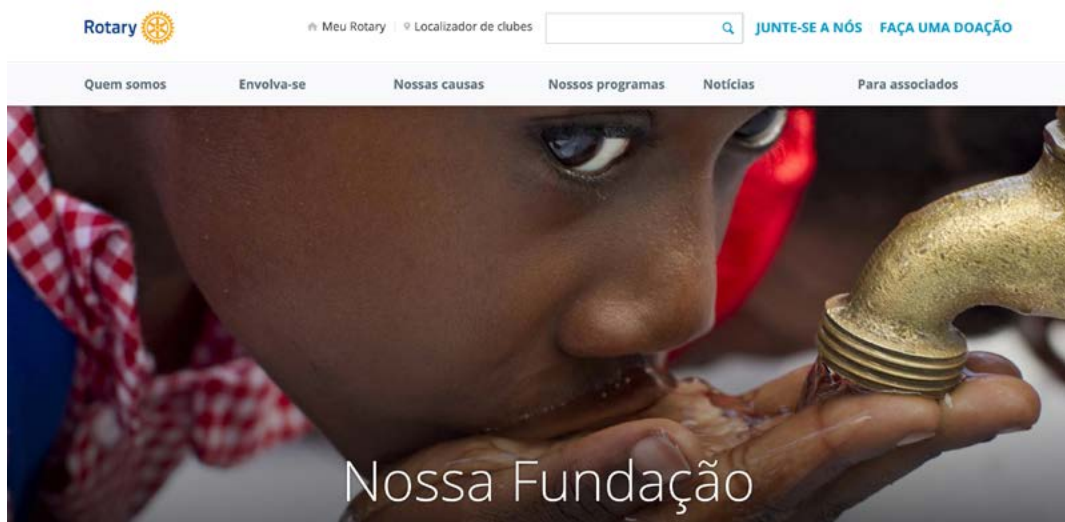 Rotary
Meu Rotary
Localizador de clubes
JUNTE-SE A NÓS
FAÇA UMA DOAÇÃO
Quem somos
Envolva-se
Nossas causas
Nossos programas
Notícias
Para associados
Nossa Fundação